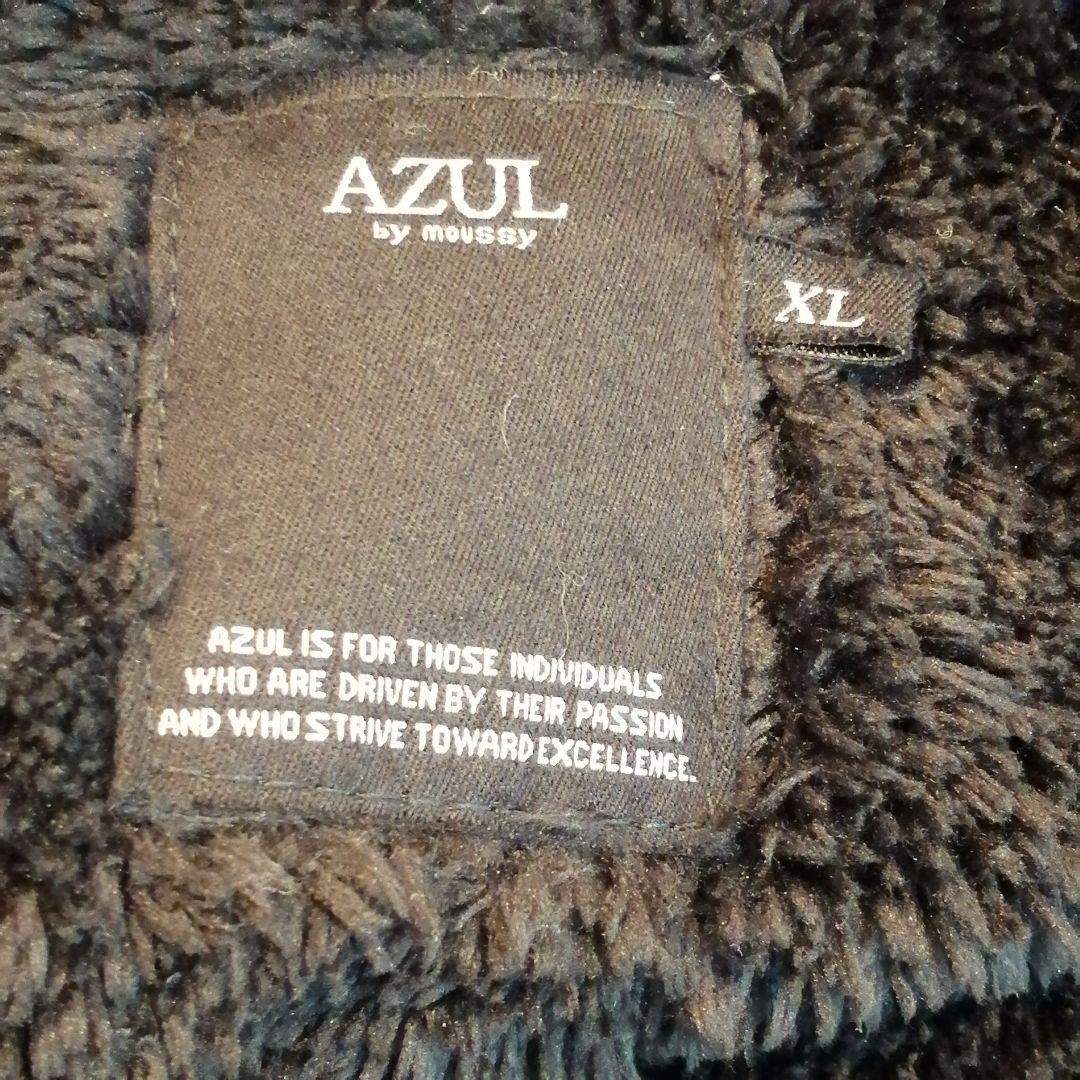 AZUL
by moussy
XL
AZUL IS FOR THOSE INDIVIDUALS
WHO ARE DRIVEN BY THEIR PASSION
AND WHO STRIVE TOWARD EXCELLENCE.